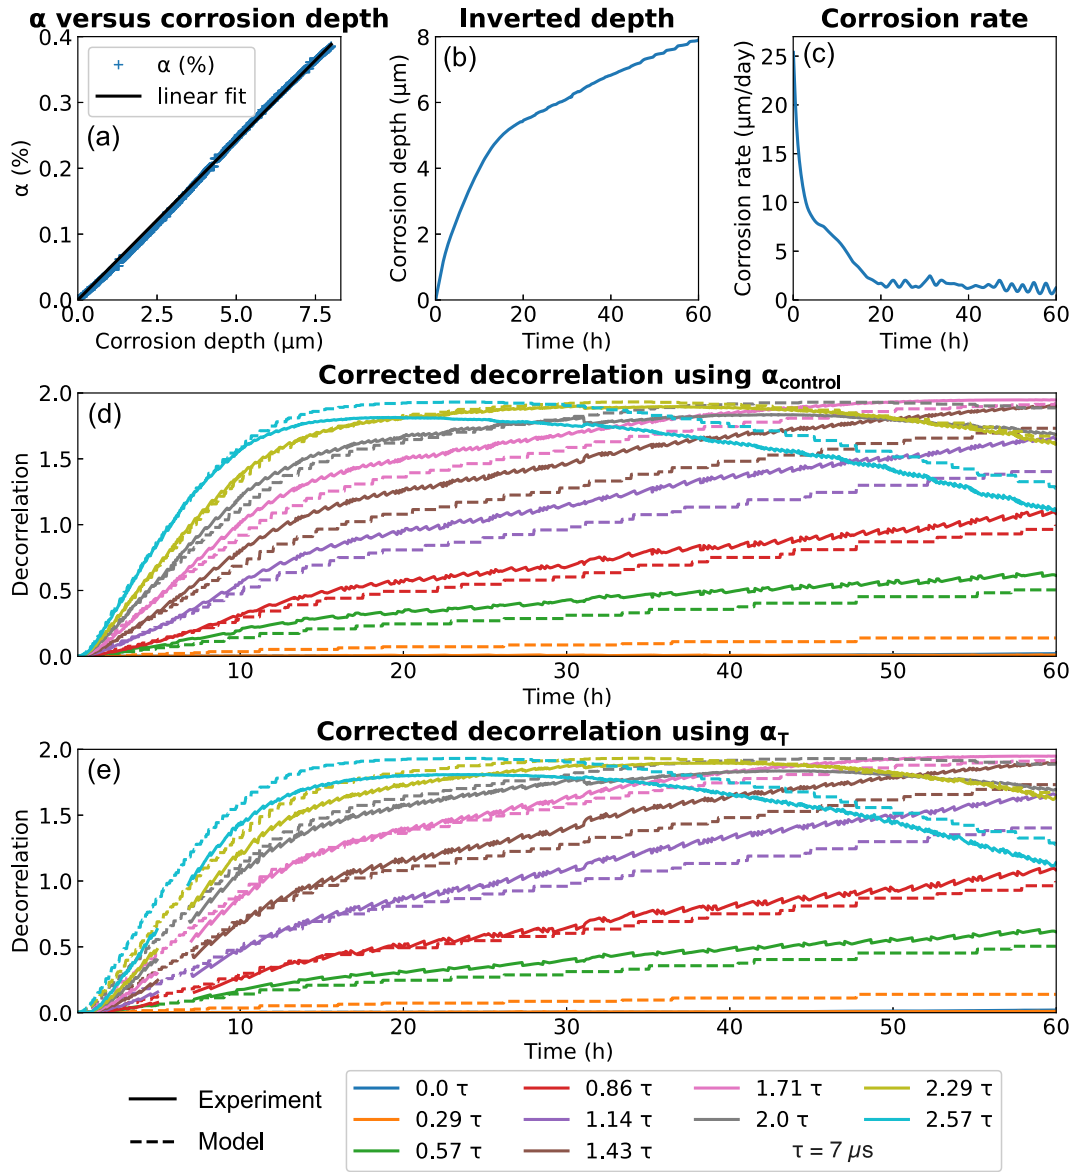 α versus corrosion depth
Inverted depth
Corrosion rate
0.4
0.3
0.2
0.1
0.0
α (%)
α (%)
linear fit
(a)
0.0
2.5
5.0
7.5
Corrosion depth (μm)
8
6
4
2
0
Corrosion depth (μm)
(b)
0
20
40
60
Time (h)
25
20
15
10
5
0
Corrosion rate (μm/day)
(c)
0
20
40
60
Time (h)
Corrected decorrelation using αcontrol
2.0
1.5
1.0
0.5
0.0
Decorrelation
(d)
10
20
30
40
50
60
Time (h)
Corrected decorrelation using αT
2.0
1.5
1.0
0.5
0.0
Decorrelation
(e)
10
20
30
40
50
60
Time (h)
Experiment
Model
0.0 τ
0.29 τ
0.57 τ
0.86 τ
1.14 τ
1.43 τ
1.71 τ
2.0 τ
τ = 7 μs
2.29 τ
2.57 τ